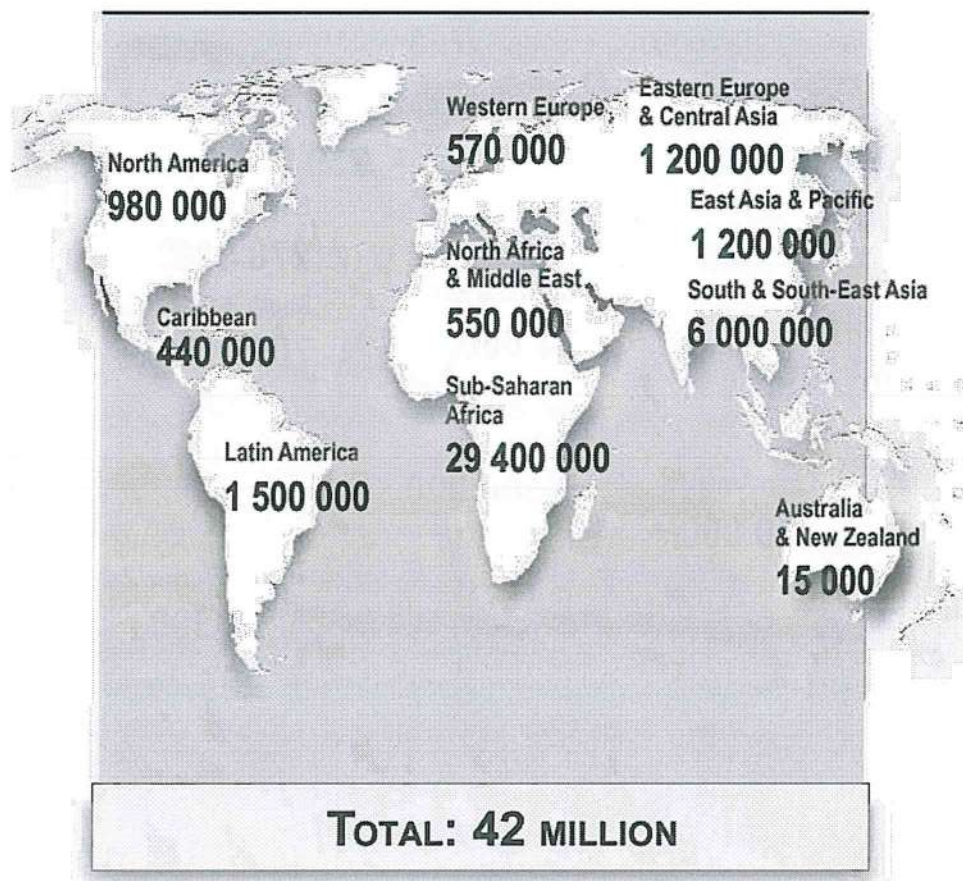 North America
980 000
Caribbean
440 000
Latin America
1 500 000
Western Europe
570 000
North Africa
& Middle East
550 000
Sub-Saharan
Africa
29 400 000
Eastern Europe
& Central Asia
1 200 000
East Asia & Pacific
1 200 000
South & South-East Asia
6 000 000
Australia
& New Zealand
15 000
TOTAL: 42 MILLION